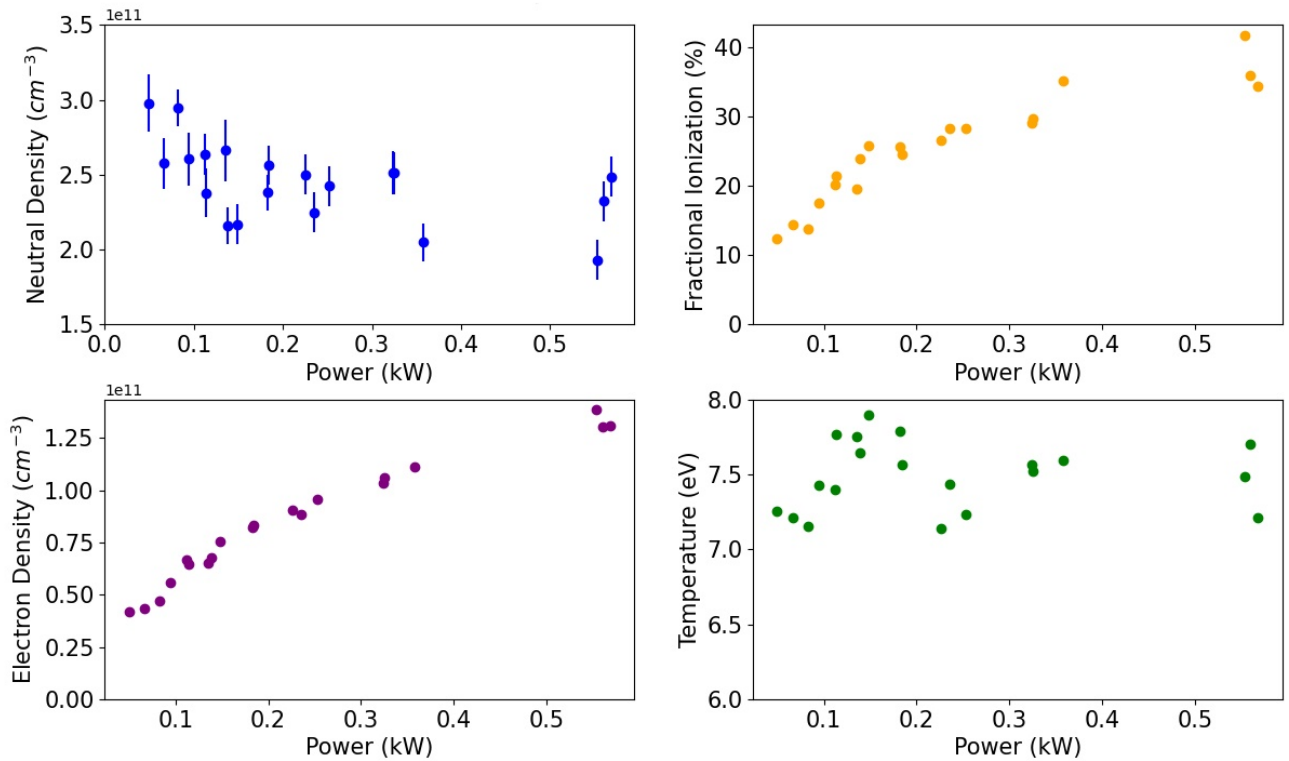 1e11
3.5
3.0
2.5
2.0
1.5
Neutral Density (cm⁻³)
0.0 0.1 0.2 0.3 0.4 0.5
Power (kW)
40
30
20
10
0
Fractional Ionization (%)
0.1 0.2 0.3 0.4 0.5
Power (kW)
1e11
1.25
1.00
0.75
0.50
0.25
0.00
Electron Density (cm⁻³)
0.1 0.2 0.3 0.4 0.5
Power (kW)
8.0
7.5
7.0
6.5
6.0
Temperature (eV)
0.1 0.2 0.3 0.4 0.5
Power (kW)